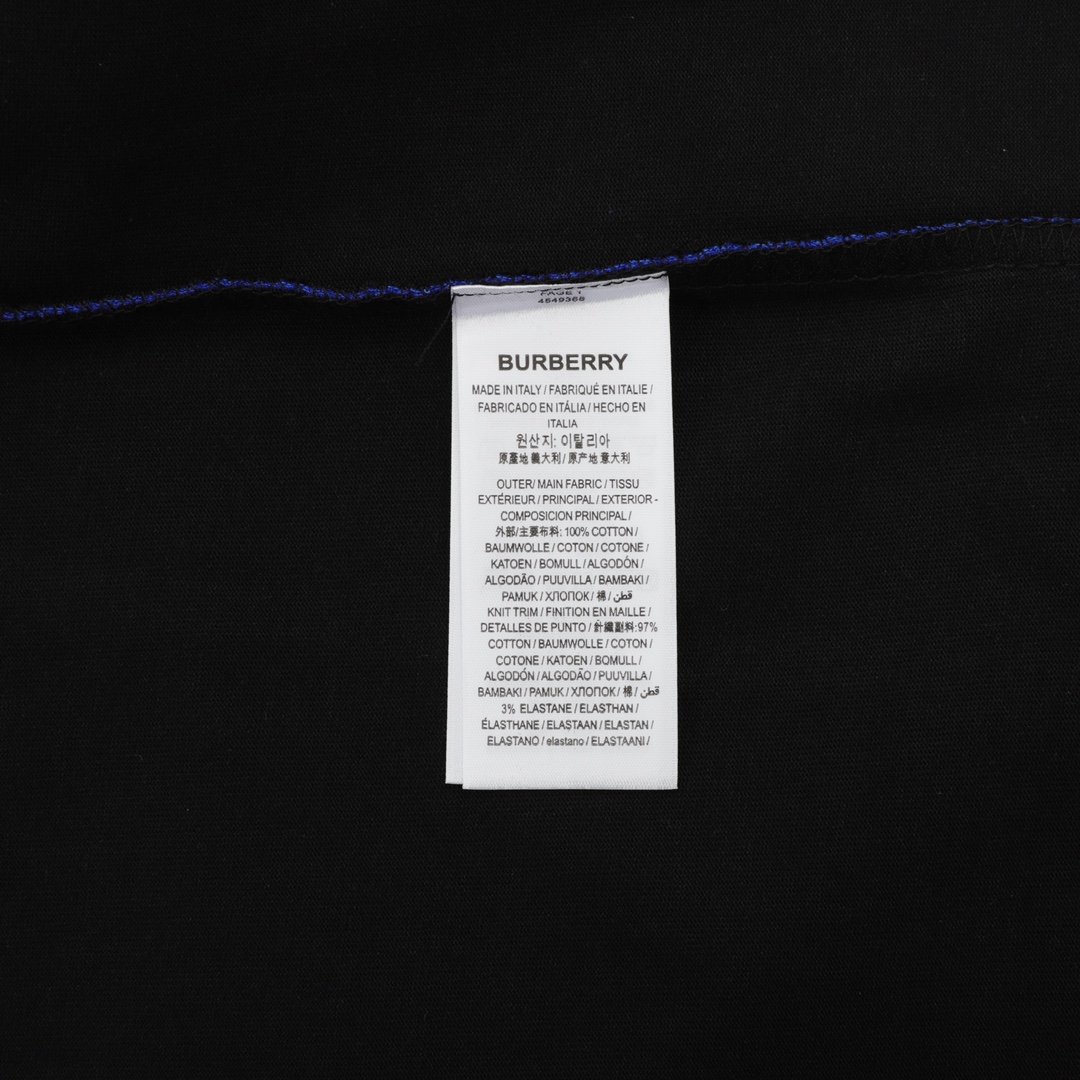 PAGE 1
4549368
BURBERRY
MADE IN ITALY / FABRIQUÉ EN ITALIE /
FABRICADO EN ITÁLIA / HECHO EN
ITALIA
원산지: 이탈리아
原產地 義大利 / 原产地 意大利
OUTER/ MAIN FABRIC / TISSU
EXTÉRIEUR / PRINCIPAL / EXTERIOR -
COMPOSICION PRINCIPAL /
外部/主要布料: 100% COTTON /
BAUMWOLLE / COTON / COTONE /
KATOEN / BOMULL / ALGODÓN /
ALGODÃO / PUUVILLA / BAMBAKI /
PAMUK / ХЛОПОК / 棉 / قطن
KNIT TRIM / FINITION EN MAILLE /
DETALLES DE PUNTO / 針織副料:97%
COTTON / BAUMWOLLE / COTON /
COTONE / KATOEN / BOMULL /
ALGODÓN / ALGODÃO / PUUVILLA /
BAMBAKI / PAMUK / ХЛОПОК / 棉 / قطن
3% ELASTANE / ELASTHAN /
ÉLASTHANE / ELASTAAN / ELASTAN /
ELASTANO / elastano / ELASTAANI /